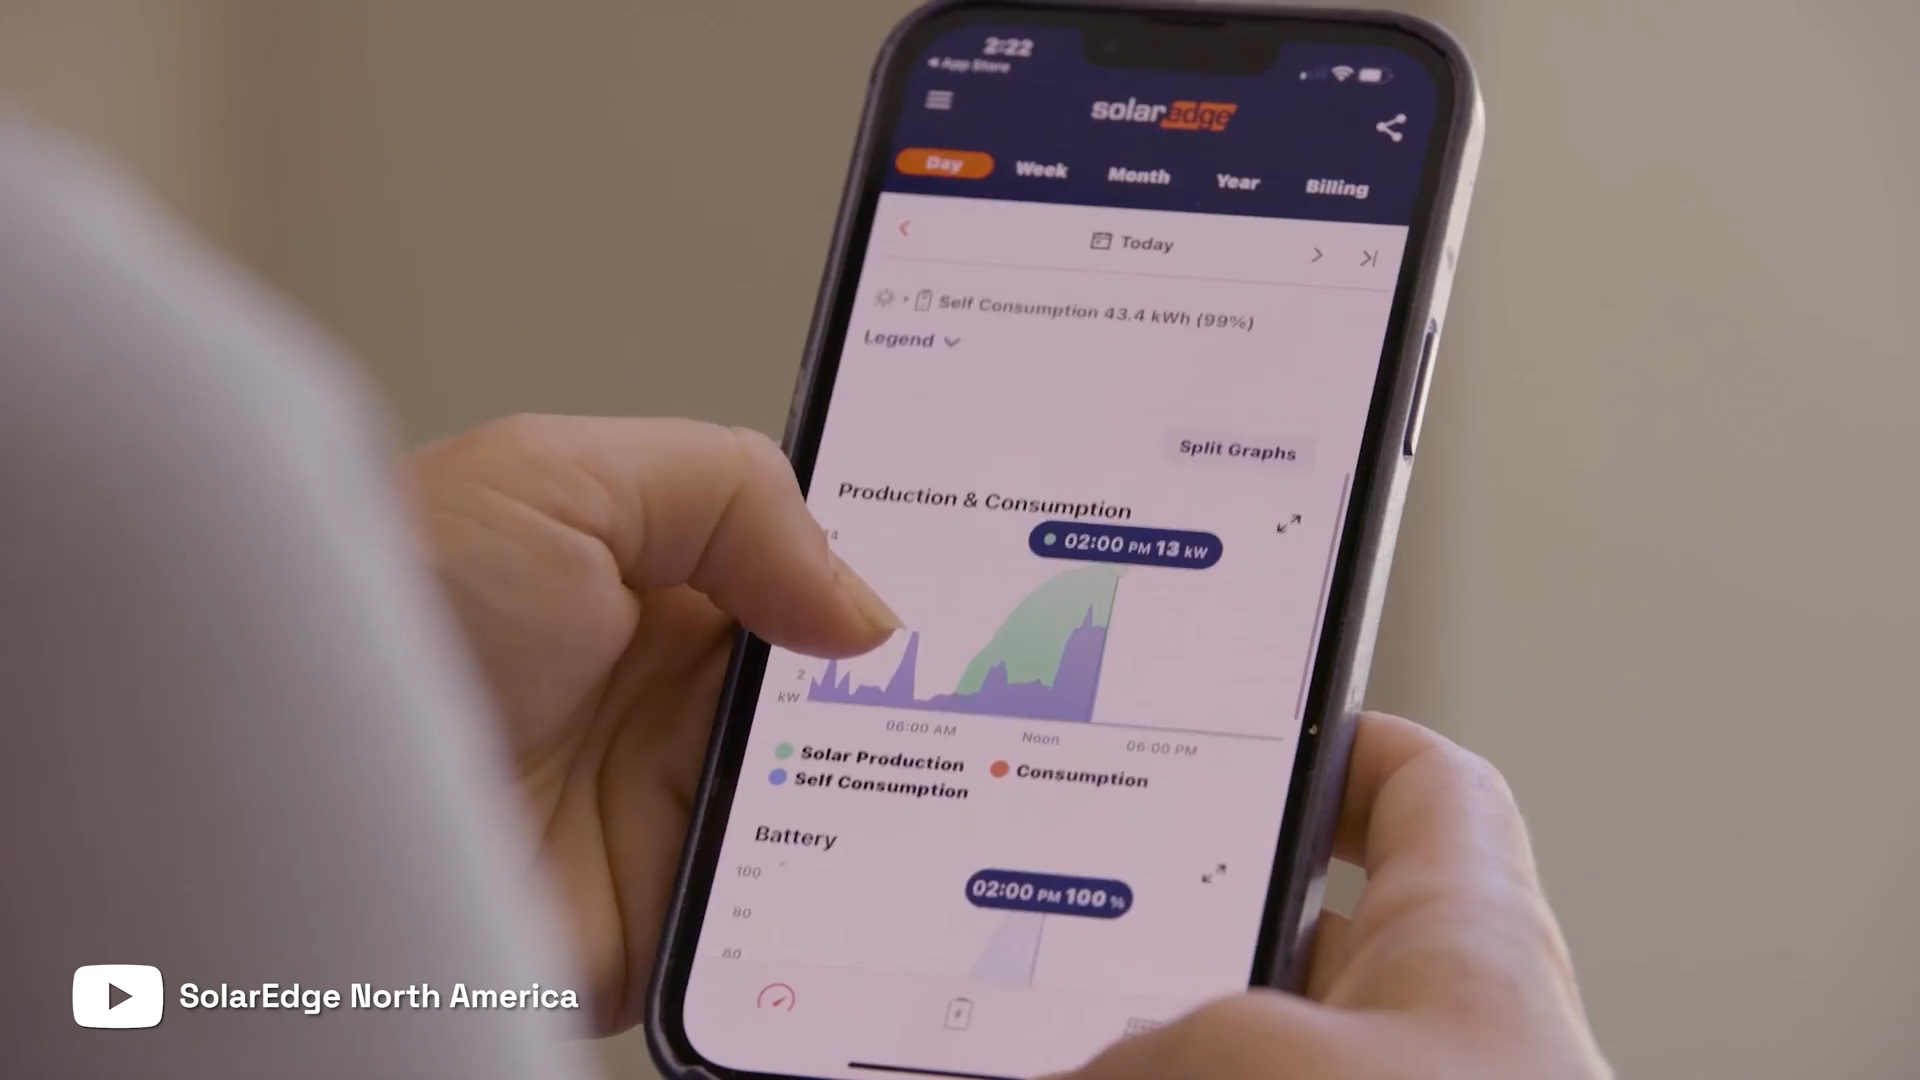 2:22
App Store
solaredge
Day Week Month Year Billing
Today
Self Consumption 43.4 kWh (99%)
Legend
Split Graphs
Production & Consumption
02:00 PM 13 kW
2
kW
06:00 AM Noon 06:00 PM
Solar Production Consumption
Self Consumption
Battery
100
02:00 PM 100 %
80
80
SolarEdge North America